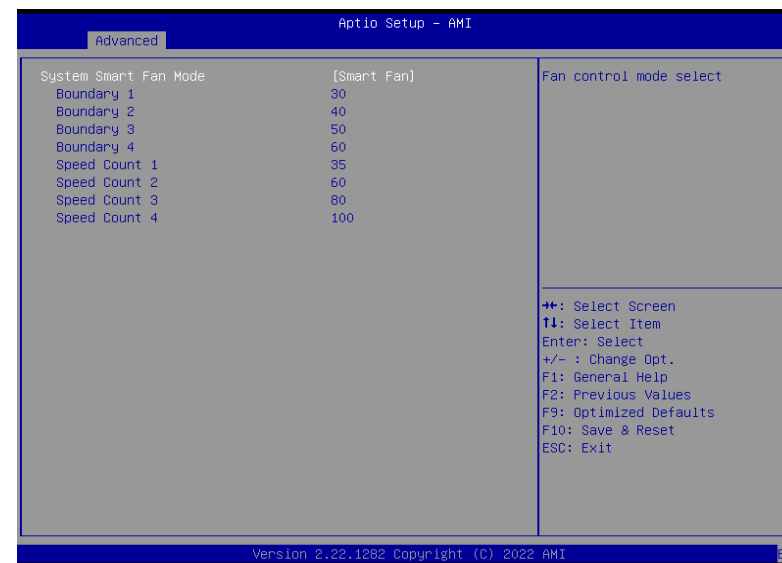 Aptio Setup - AMI
Advanced
System Smart Fan Mode [Smart Fan]
Boundary 1 30
Boundary 2 40
Boundary 3 50
Boundary 4 60
Speed Count 1 35
Speed Count 2 60
Speed Count 3 80
Speed Count 4 100
Fan control mode select
→←: Select Screen
↑↓: Select Item
Enter: Select
+/- : Change Opt.
F1: General Help
F2: Previous Values
F9: Optimized Defaults
F10: Save & Reset
ESC: Exit
Version 2.22.1282 Copyright (C) 2022 AMI